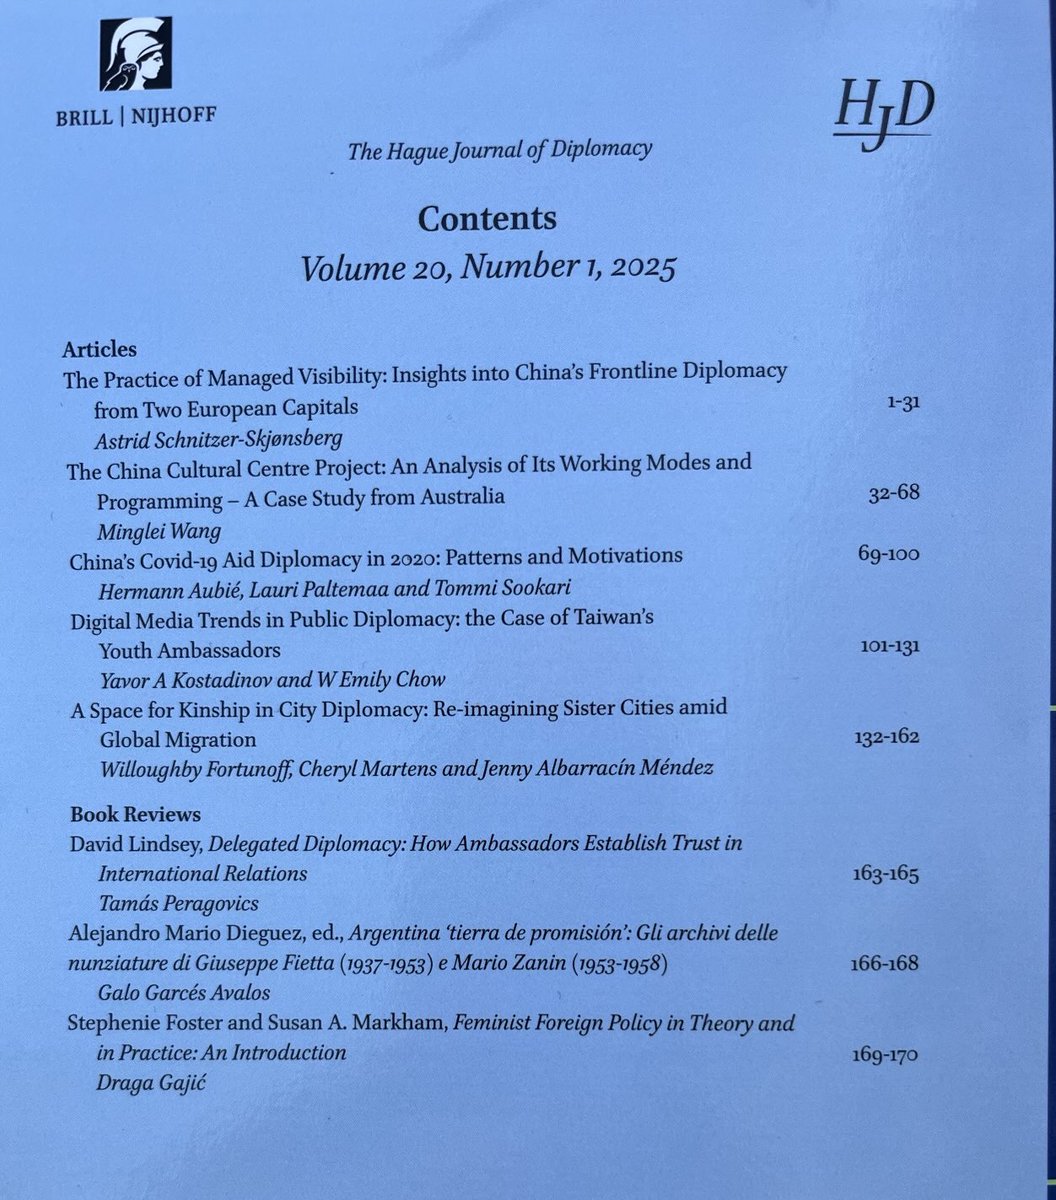 BRILL | NIJHOFF
HJD
The Hague Journal of Diplomacy
Contents
Volume 20, Number 1, 2025
Articles
The Practice of Managed Visibility: Insights into China's Frontline Diplomacy
from Two European Capitals 1-31
Astrid Schnitzer-Skjønsberg
The China Cultural Centre Project: An Analysis of Its Working Modes and
Programming – A Case Study from Australia 32-68
Minglei Wang
China's Covid-19 Aid Diplomacy in 2020: Patterns and Motivations 69-100
Hermann Aubié, Lauri Paltemaa and Tommi Sookari
Digital Media Trends in Public Diplomacy: the Case of Taiwan's
Youth Ambassadors 101-131
Yavor A Kostadinov and W Emily Chow
A Space for Kinship in City Diplomacy: Re-imagining Sister Cities amid
Global Migration 132-162
Willoughby Fortunoff, Cheryl Martens and Jenny Albarracín Méndez
Book Reviews
David Lindsey, Delegated Diplomacy: How Ambassadors Establish Trust in
International Relations 163-165
Tamás Peragovics
Alejandro Mario Dieguez, ed., Argentina 'tierra de promisión': Gli archivi delle
nunziature di Giuseppe Fietta (1937-1953) e Mario Zanin (1953-1958) 166-168
Galo Garcés Avalos
Stephenie Foster and Susan A. Markham, Feminist Foreign Policy in Theory and
in Practice: An Introduction 169-170
Draga Gajić